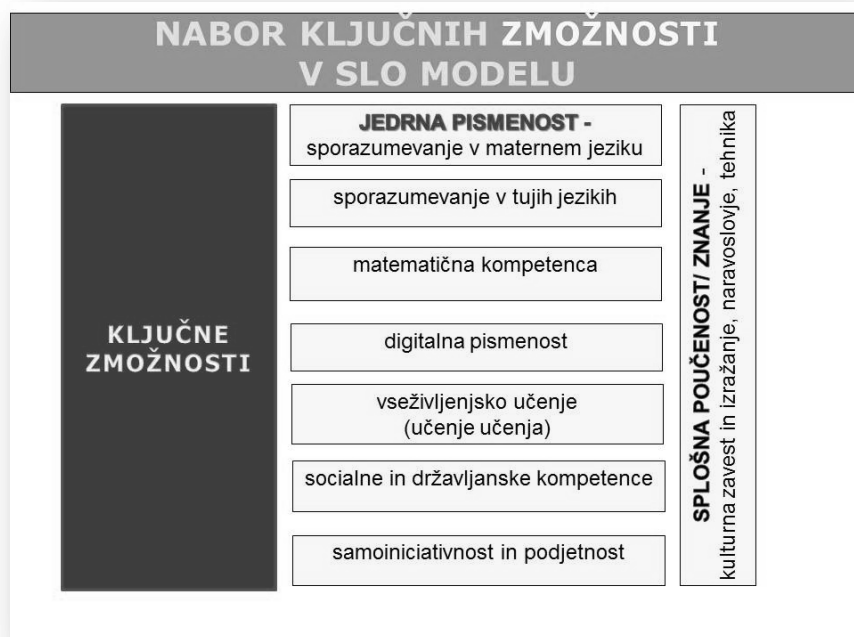 NABOR KLJUČNIH ZMOŽNOSTI
V SLO MODELU
KLJUČNE
ZMOŽNOSTI
JEDRNA PISMENOST -
sporazumevanje v maternem jeziku
sporazumevanje v tujih jezikih
matematična kompetenca
digitalna pismenost
vseživljenjsko učenje
(učenje učenja)
socialne in državljanske kompetence
samoiniciativnost in podjetnost
SPLOŠNA POUČENOST/ ZNANJE -
kulturna zavest in izražanje, naravoslovje, tehnika